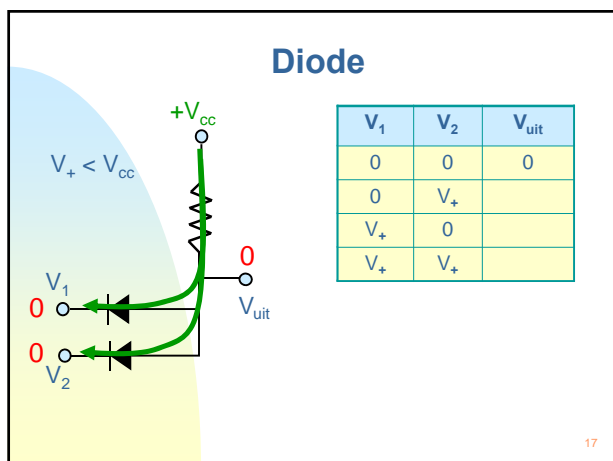 Diode
+Vcc
V+ < Vcc
V1 V2 Vuit
0 0 0
0 V+
V+ 0
V+ V+
0
V1
0
Vuit
0
V2
17